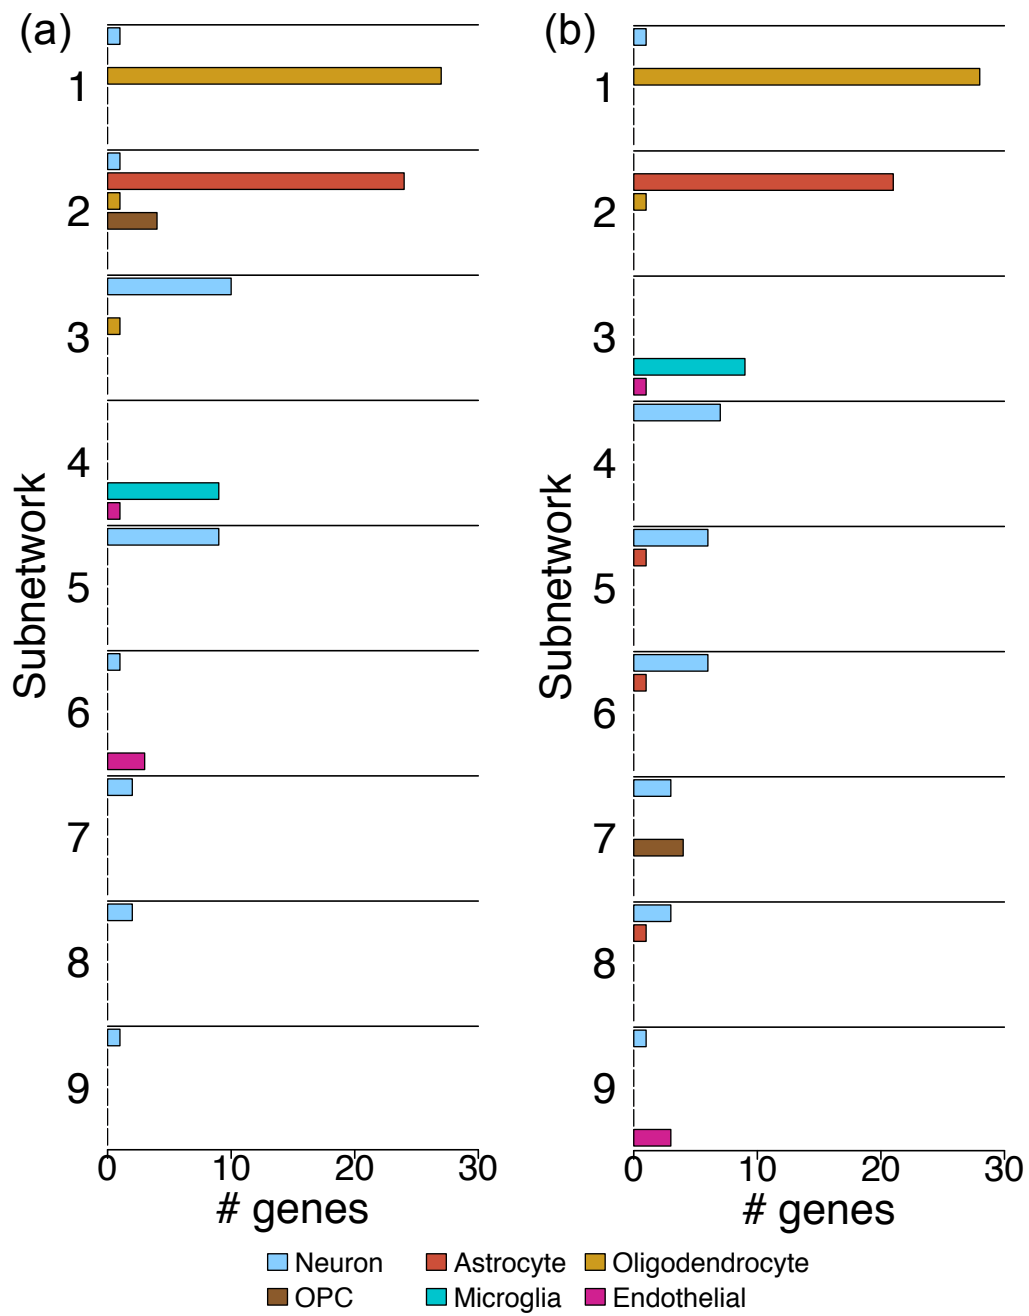 (a) (b)
1 1
2 2
3 3
4 4
5 5
6 6
7 7
8 8
9 9
Subnetwork Subnetwork
0 10 20 30 0 10 20 30
# genes # genes
Neuron Astrocyte Oligodendrocyte
OPC Microglia Endothelial